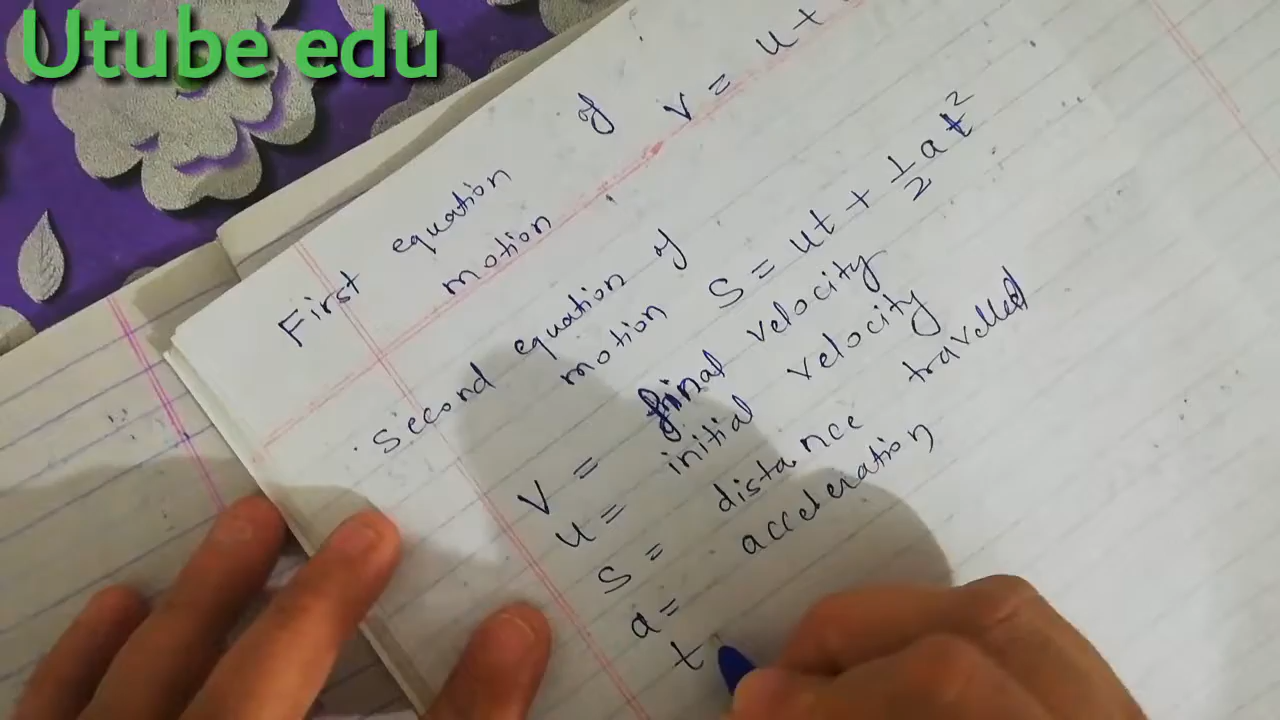 Utube edu
First equation of
motion v = u +
Second equation of
motion S = ut + 1/2 at²
V = final velocity
u = initial velocity
S = distance travelled
a = acceleration
t